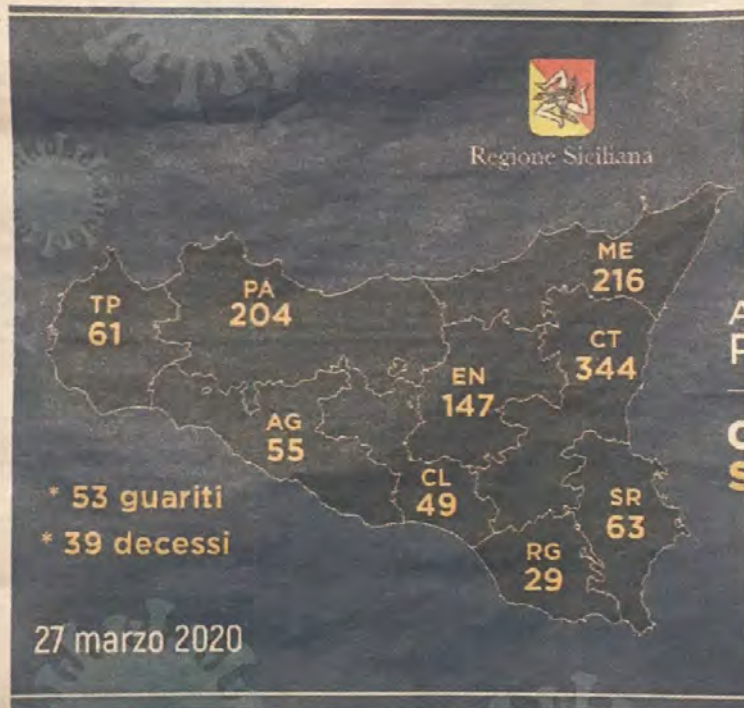 Regione Siciliana
ME
216
TP
61
PA
204
CT
344
EN
147
AG
55
CL
49
SR
63
RG
29
* 53 guariti
* 39 decessi
27 marzo 2020